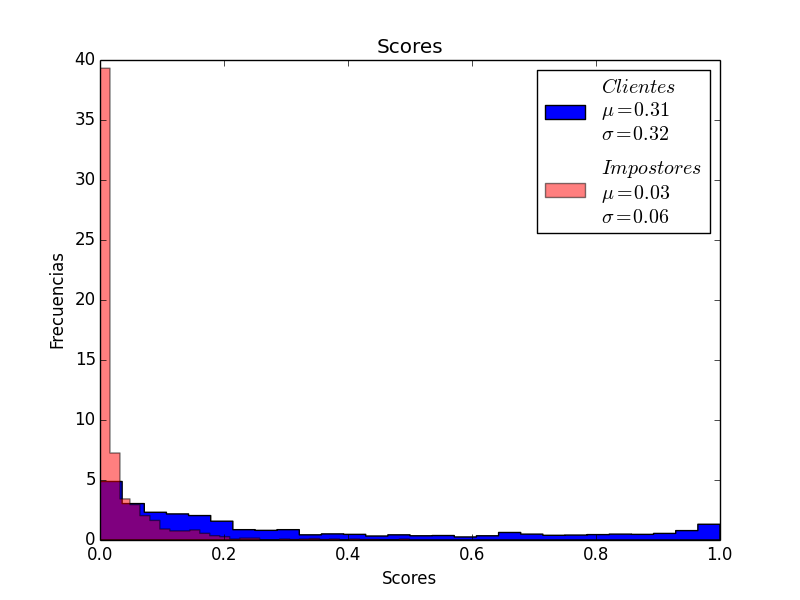 Scores
Clientes
μ=0.31
σ=0.32
Impostores
μ=0.03
σ=0.06
Frecuencias
40
35
30
25
20
15
10
5
0
0.0 0.2 0.4 0.6 0.8 1.0
Scores